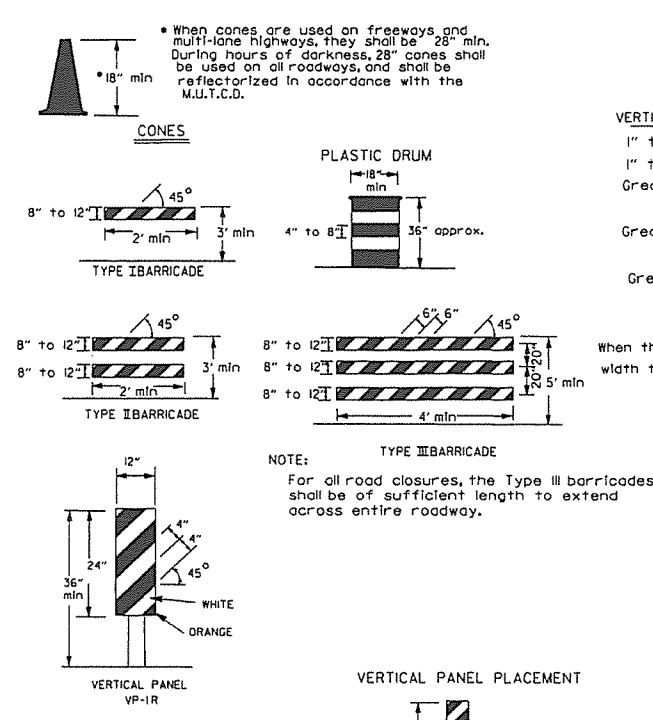 * When cones are used on freeways and
multi-lane highways, they shall be 28" min.
During hours of darkness, 28" cones shall
be used on all roadways, and shall be
reflectorized in accordance with the
M.U.T.C.D.
*18" min
CONES
VERTI
1" t
1" t
Grea
Grea
Gre
PLASTIC DRUM
18"
min
4" to 8"
36" approx.
45°
8" to 12"
2' min
3' min
TYPE I BARRICADE
45°
8" to 12"
8" to 12"
2' min
3' min
TYPE II BARRICADE
6" 6"
45°
8" to 12"
8" to 12"
8" to 12"
20"
20"
5' min
4' min
TYPE III BARRICADE
When th
width t
NOTE:
For all road closures, the Type III barricades
shall be of sufficient length to extend
across entire roadway.
12"
4"
4"
45°
24"
36"
min
WHITE
ORANGE
VERTICAL PANEL
VP-1R
VERTICAL PANEL PLACEMENT